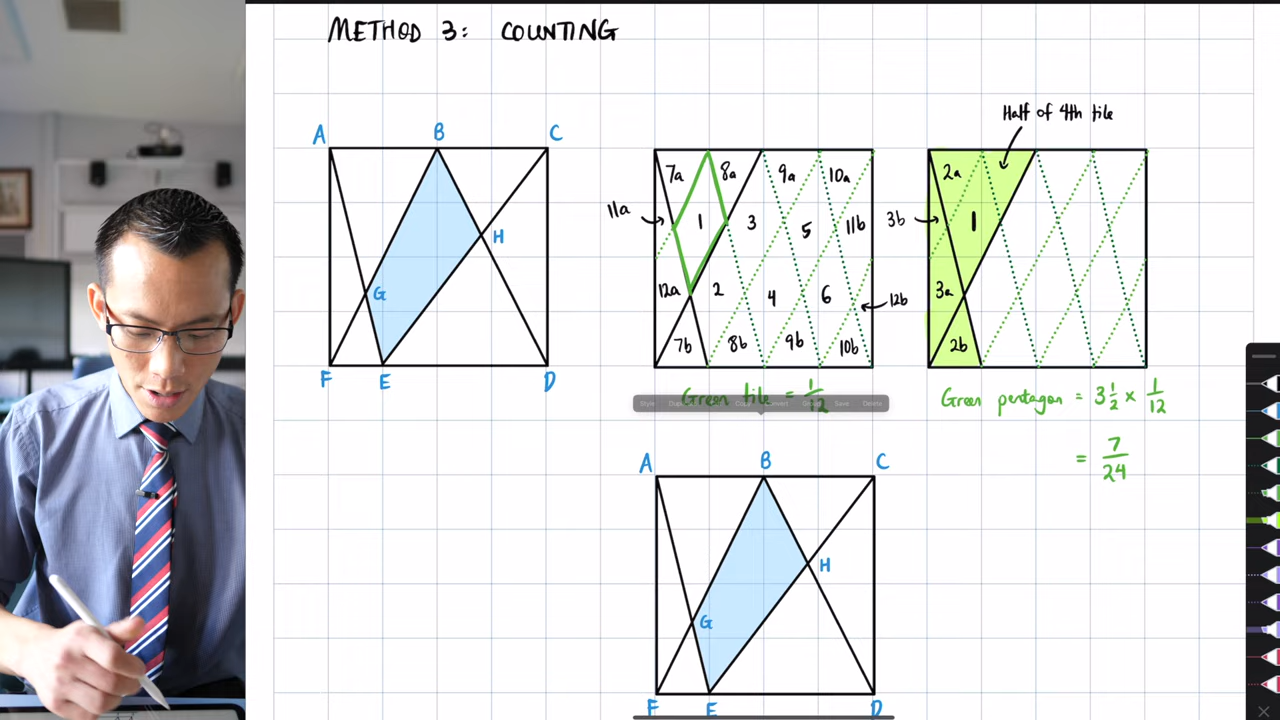 METHOD 3: COUNTING
A B C
H
G
F E D
7a 8a 9a 10a
11a 1 3 5 11b
12a 2 4 6 12b
7b 8b 9b 10b
Green tile = 1/12
Half of 4th tile
2a
3b 1
3a
2b
Green pentagon = 3 1/2 × 1/12
= 7/24
A B C
H
G
F E D